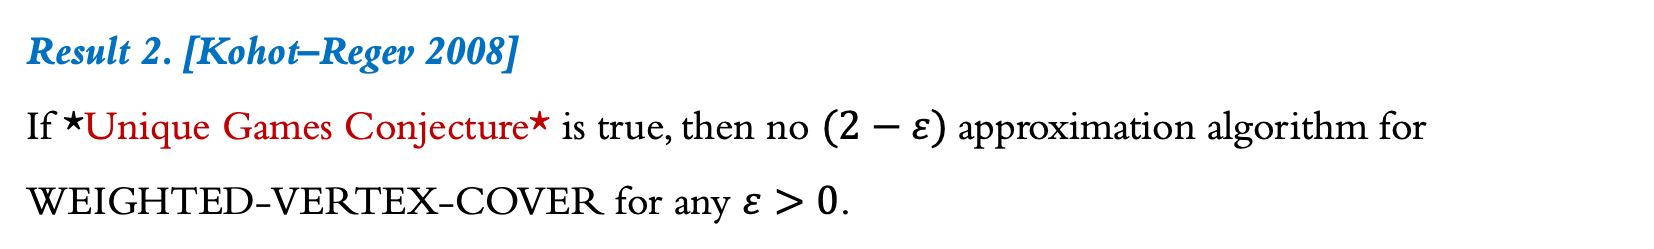 Result 2. [Kohot–Regev 2008]
If ★Unique Games Conjecture★ is true, then no (2 − ε) approximation algorithm for
WEIGHTED-VERTEX-COVER for any ε > 0.